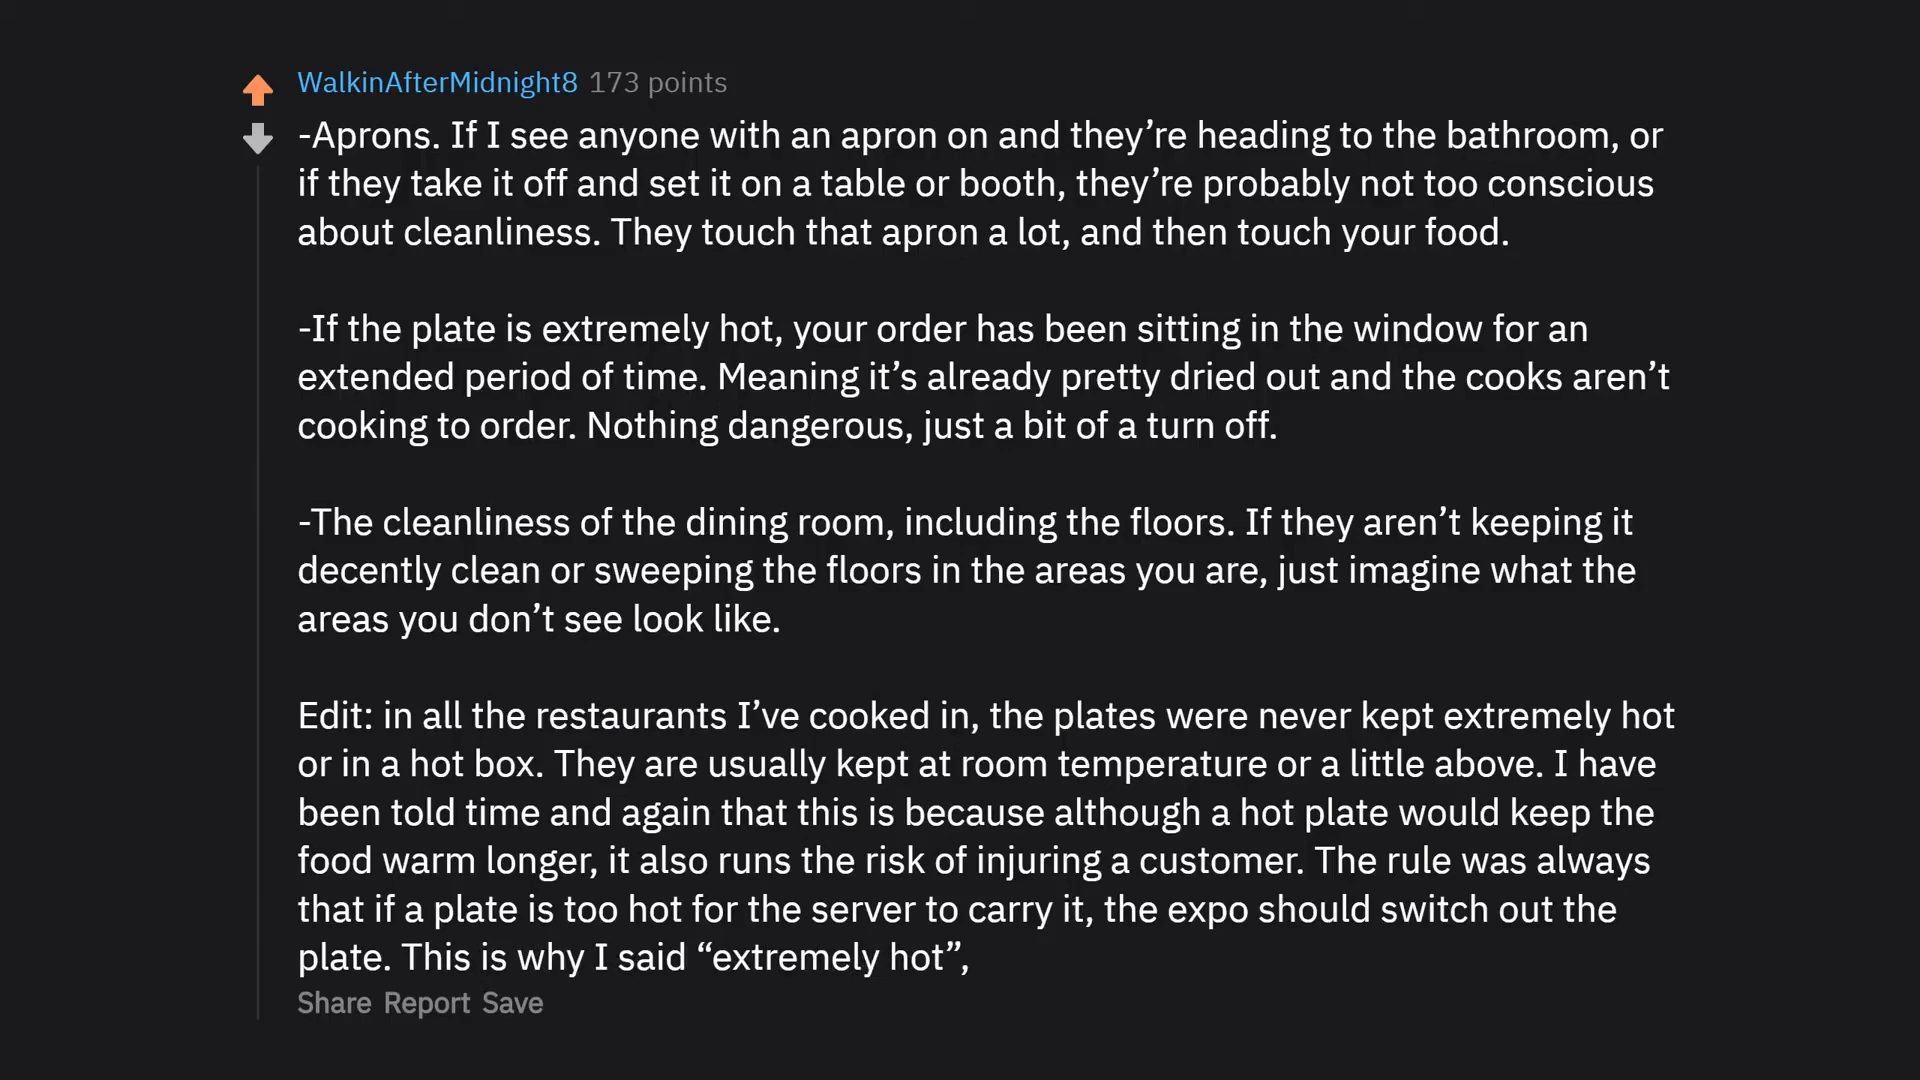 WalkinAfterMidnight8 173 points
-Aprons. If I see anyone with an apron on and they’re heading to the bathroom, or
if they take it off and set it on a table or booth, they’re probably not too conscious
about cleanliness. They touch that apron a lot, and then touch your food.
-If the plate is extremely hot, your order has been sitting in the window for an
extended period of time. Meaning it’s already pretty dried out and the cooks aren’t
cooking to order. Nothing dangerous, just a bit of a turn off.
-The cleanliness of the dining room, including the floors. If they aren’t keeping it
decently clean or sweeping the floors in the areas you are, just imagine what the
areas you don’t see look like.
Edit: in all the restaurants I’ve cooked in, the plates were never kept extremely hot
or in a hot box. They are usually kept at room temperature or a little above. I have
been told time and again that this is because although a hot plate would keep the
food warm longer, it also runs the risk of injuring a customer. The rule was always
that if a plate is too hot for the server to carry it, the expo should switch out the
plate. This is why I said “extremely hot”,
Share Report Save